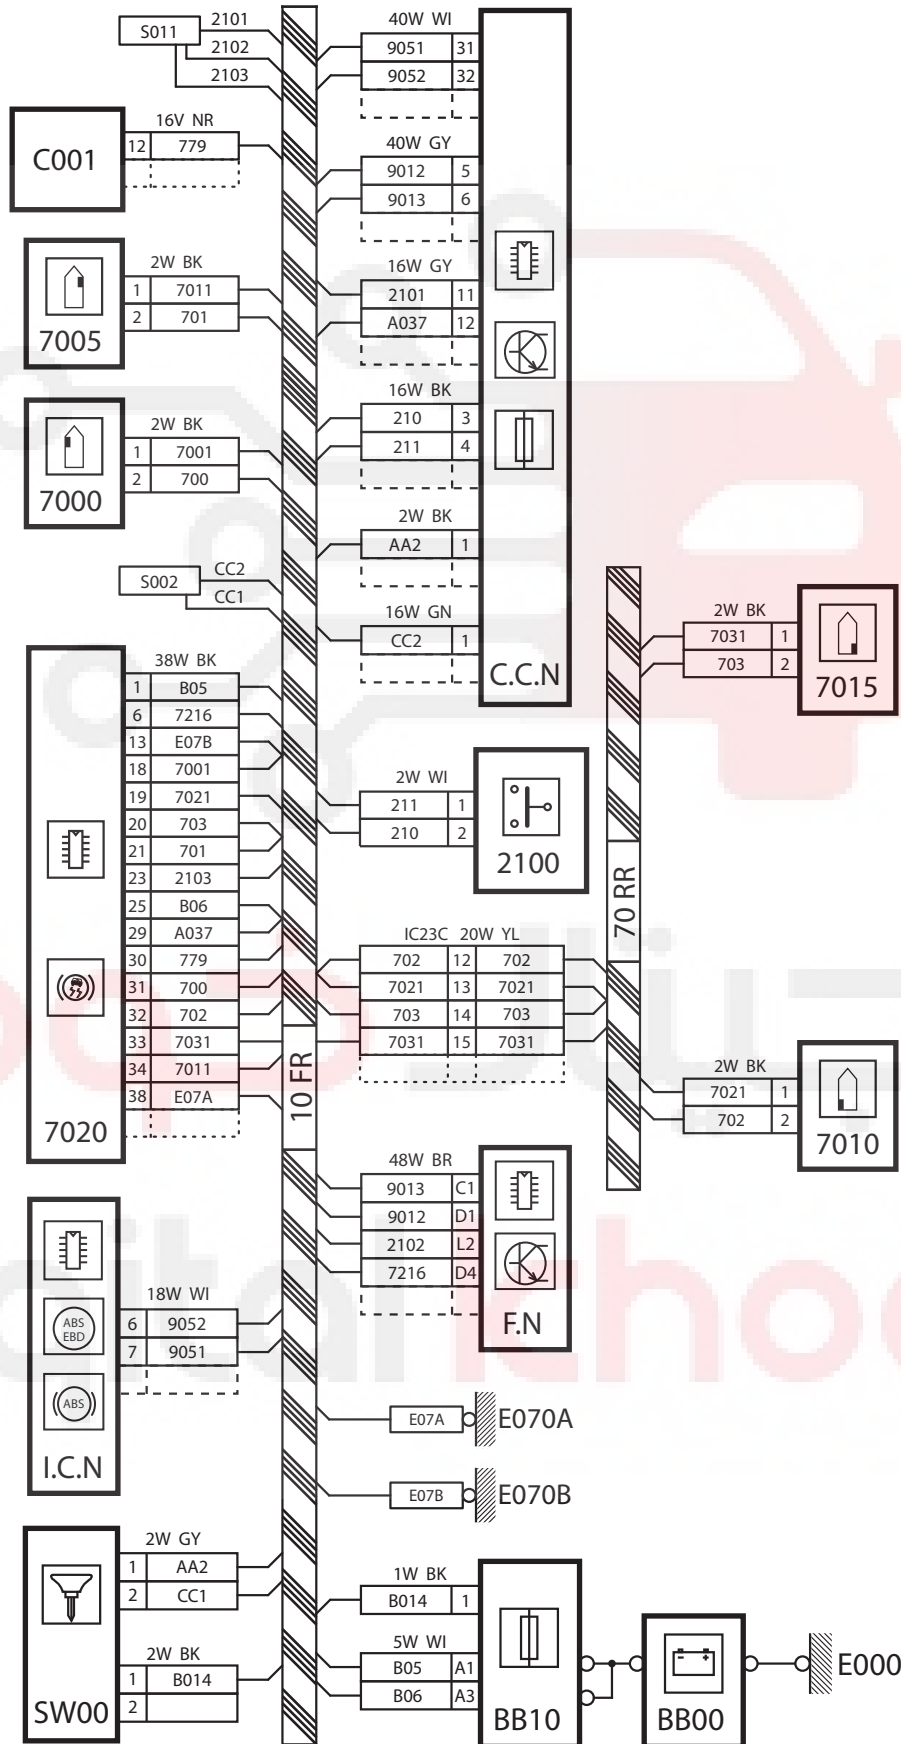 S011
2101
2102
2103
C001
16V NR
12 779
7005
2W BK
1 7011
2 701
7000
2W BK
1 7001
2 700
S002
CC2
CC1
7020
38W BK
1 B05
6 7216
13 E07B
18 7001
19 7021
20 703
21 701
23 2103
25 B06
29 A037
30 779
31 700
32 702
33 7031
34 7011
38 E07A
I.C.N
ABS
EBD
ABS
18W WI
6 9052
7 9051
SW00
2W GY
1 AA2
2 CC1
2W BK
1 B014
2
10 FR
40W WI
9051 31
9052 32
40W GY
9012 5
9013 6
16W GY
2101 11
A037 12
16W BK
210 3
211 4
2W BK
AA2 1
16W GN
CC2 1
C.C.N
2W WI
211 1
210 2
2100
IC23C 20W YL
702 12 702
7021 13 7021
703 14 703
7031 15 7031
70 RR
2W BK
7031 1
703 2
7015
2W BK
7021 1
702 2
7010
48W BR
9013 C1
9012 D1
2102 L2
7216 D4
F.N
E07A E070A
E07B E070B
1W BK
B014 1
5W WI
B05 A1
B06 A3
BB10
BB00
E000
digital khoo